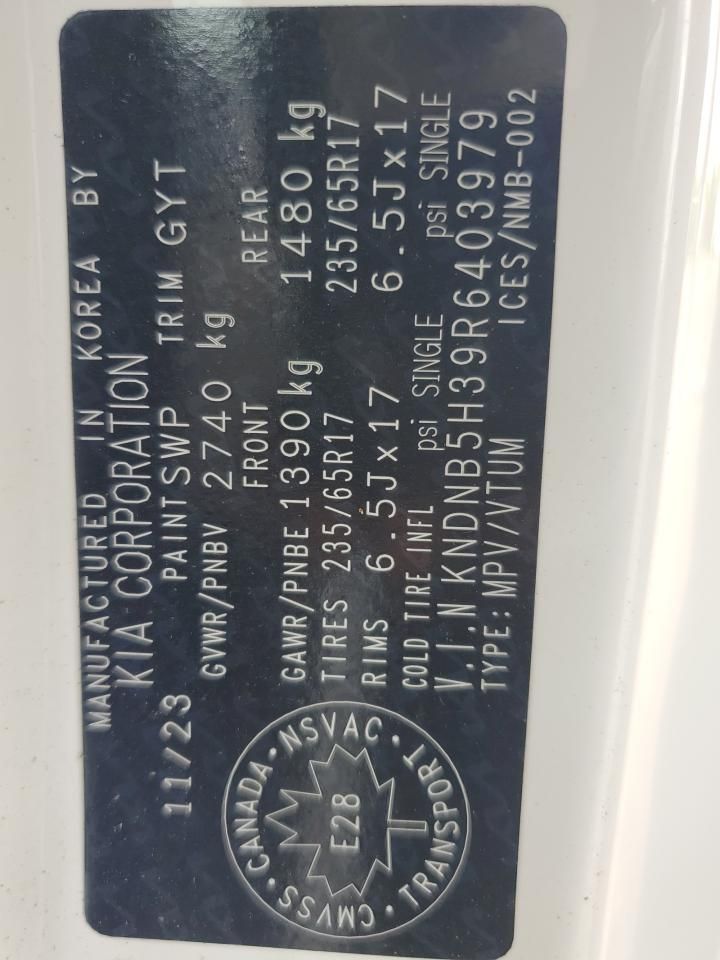 MANUFACTURED IN KOREA BY
KIA CORPORATION
11/23 PAINT SWP TRIM GYT
GVWR/PNBV 2740 kg
FRONT REAR
GAWR/PNBE 1390 kg 1480 kg
TIRES 235/65R17 235/65R17
RIMS 6.5J x 17 6.5J x 17
COLD TIRE INFL psi SINGLE psi SINGLE
V.I.N KNDNB5H39R6403979
TYPE: MPV/VTUM ICES/NMB-002
CMVSS · CANADA · NSVAC · TRANSPORT ·
E28